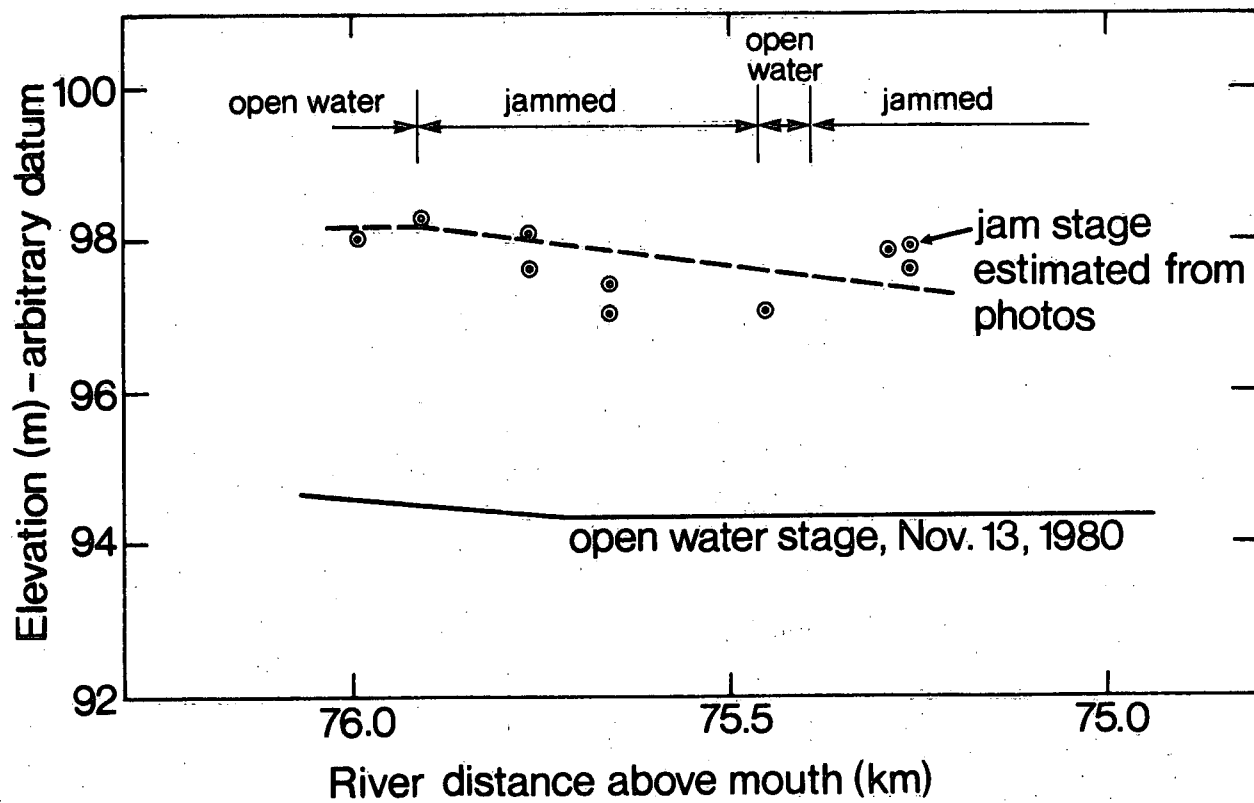 Elevation (m) – arbitrary datum
100
98
96
94
92
open water
jammed
open
water
jammed
jam stage
estimated from
photos
open water stage, Nov. 13, 1980
76.0
75.5
75.0
River distance above mouth (km)